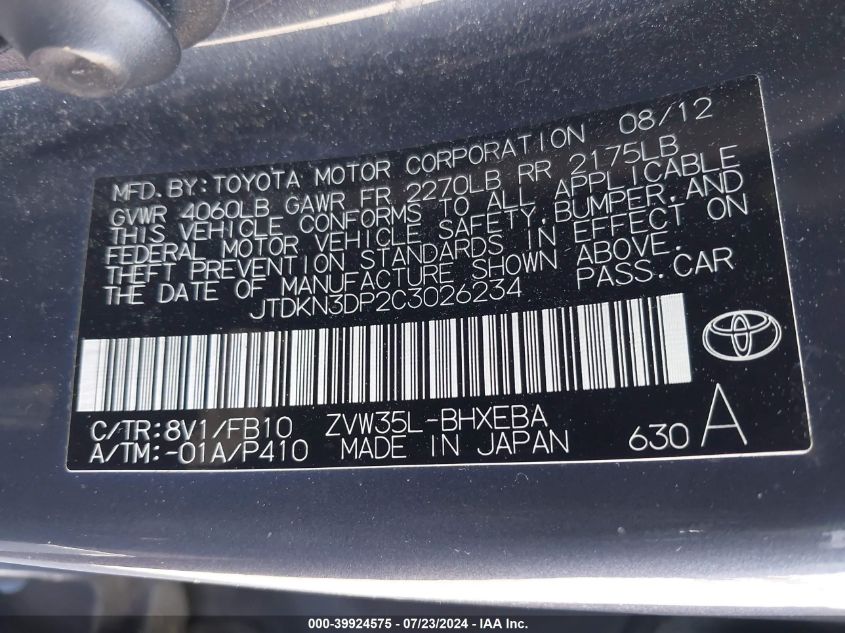 MFD. BY: TOYOTA MOTOR CORPORATION 08/12
GVWR 4060LB GAWR FR 2270LB RR 2175LB
THIS VEHICLE CONFORMS TO ALL APPLICABLE
FEDERAL MOTOR VEHICLE SAFETY, BUMPER, AND
THEFT PREVENTION STANDARDS IN EFFECT ON
THE DATE OF MANUFACTURE SHOWN ABOVE.
JTDKN3DP2C3026234 PASS. CAR
C/TR: 8V1/FB10 ZVW35L-BHXEBA
A/TM: -01A/P410 MADE IN JAPAN 630 A
000-39924575 - 07/23/2024 - © IAA, Inc.